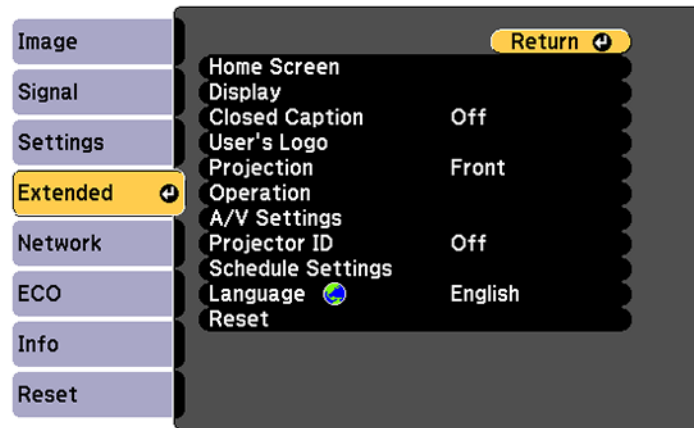 Image
Signal
Settings
Extended
Network
ECO
Info
Reset
Return
Home Screen
Display
Closed Caption Off
User's Logo
Projection Front
Operation
A/V Settings
Projector ID Off
Schedule Settings
Language English
Reset